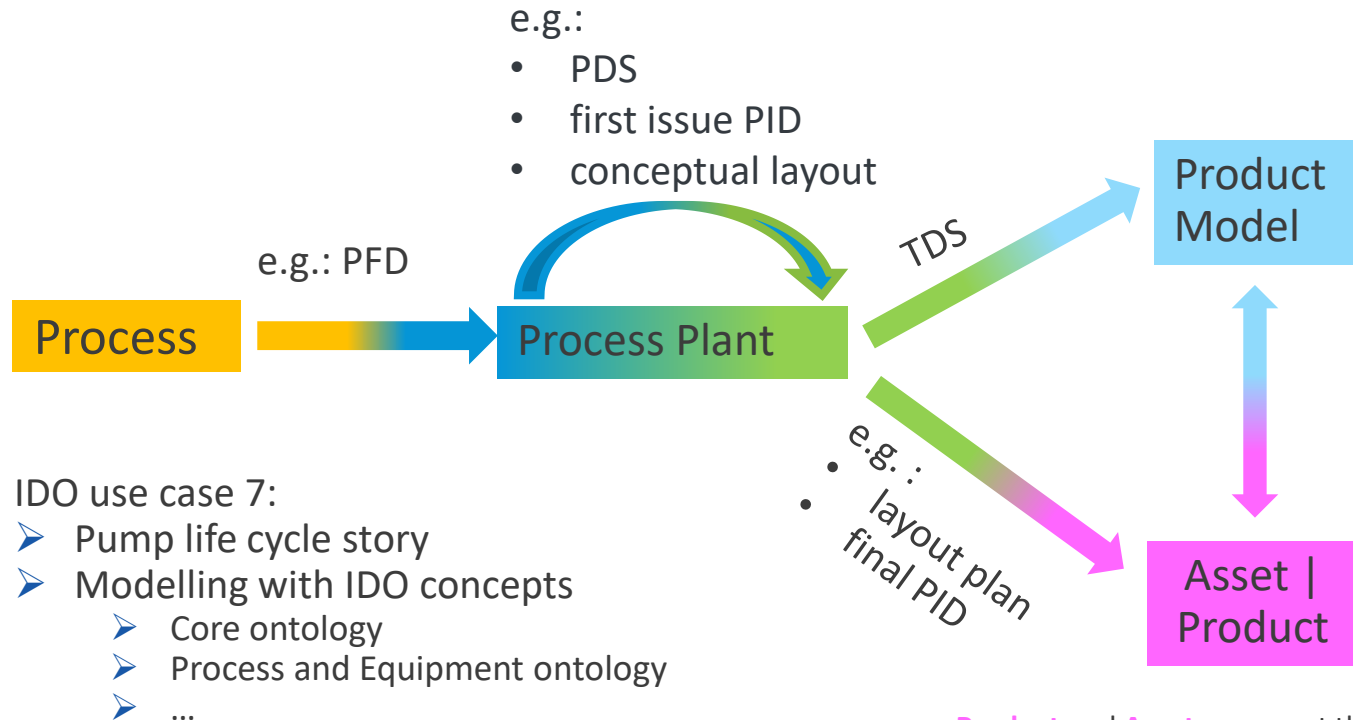 e.g.:
• PDS
• first issue PID
• conceptual layout
e.g.: PFD
TDS
Product
Model
Process
Process Plant
e.g. :
• layout plan
• final PID
Asset |
Product
IDO use case 7:
➢ Pump life cycle story
➢ Modelling with IDO concepts
➢ Core ontology
➢ Process and Equipment ontology
➢ ...